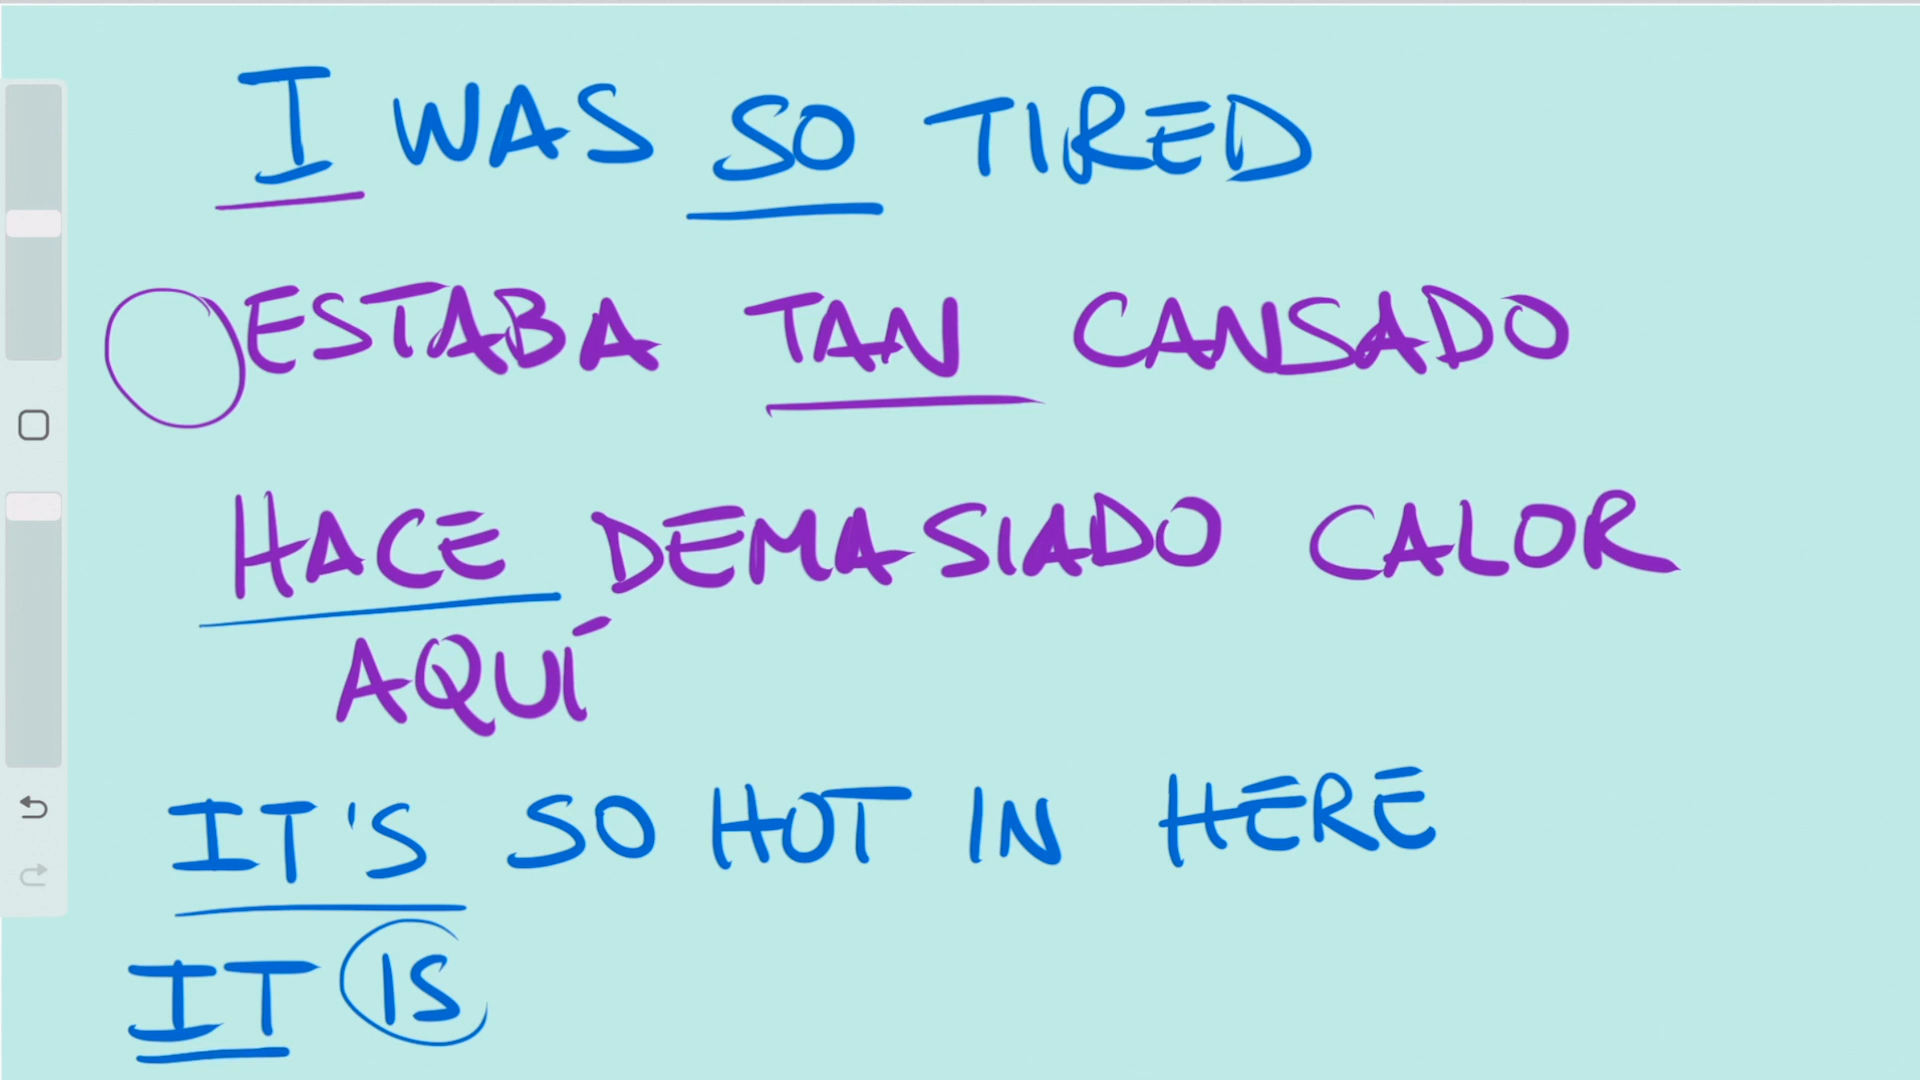 I WAS SO TIRED
ESTABA TAN CANSADO
HACE DEMASIADO CALOR
AQUÍ
IT'S SO HOT IN HERE
IT IS